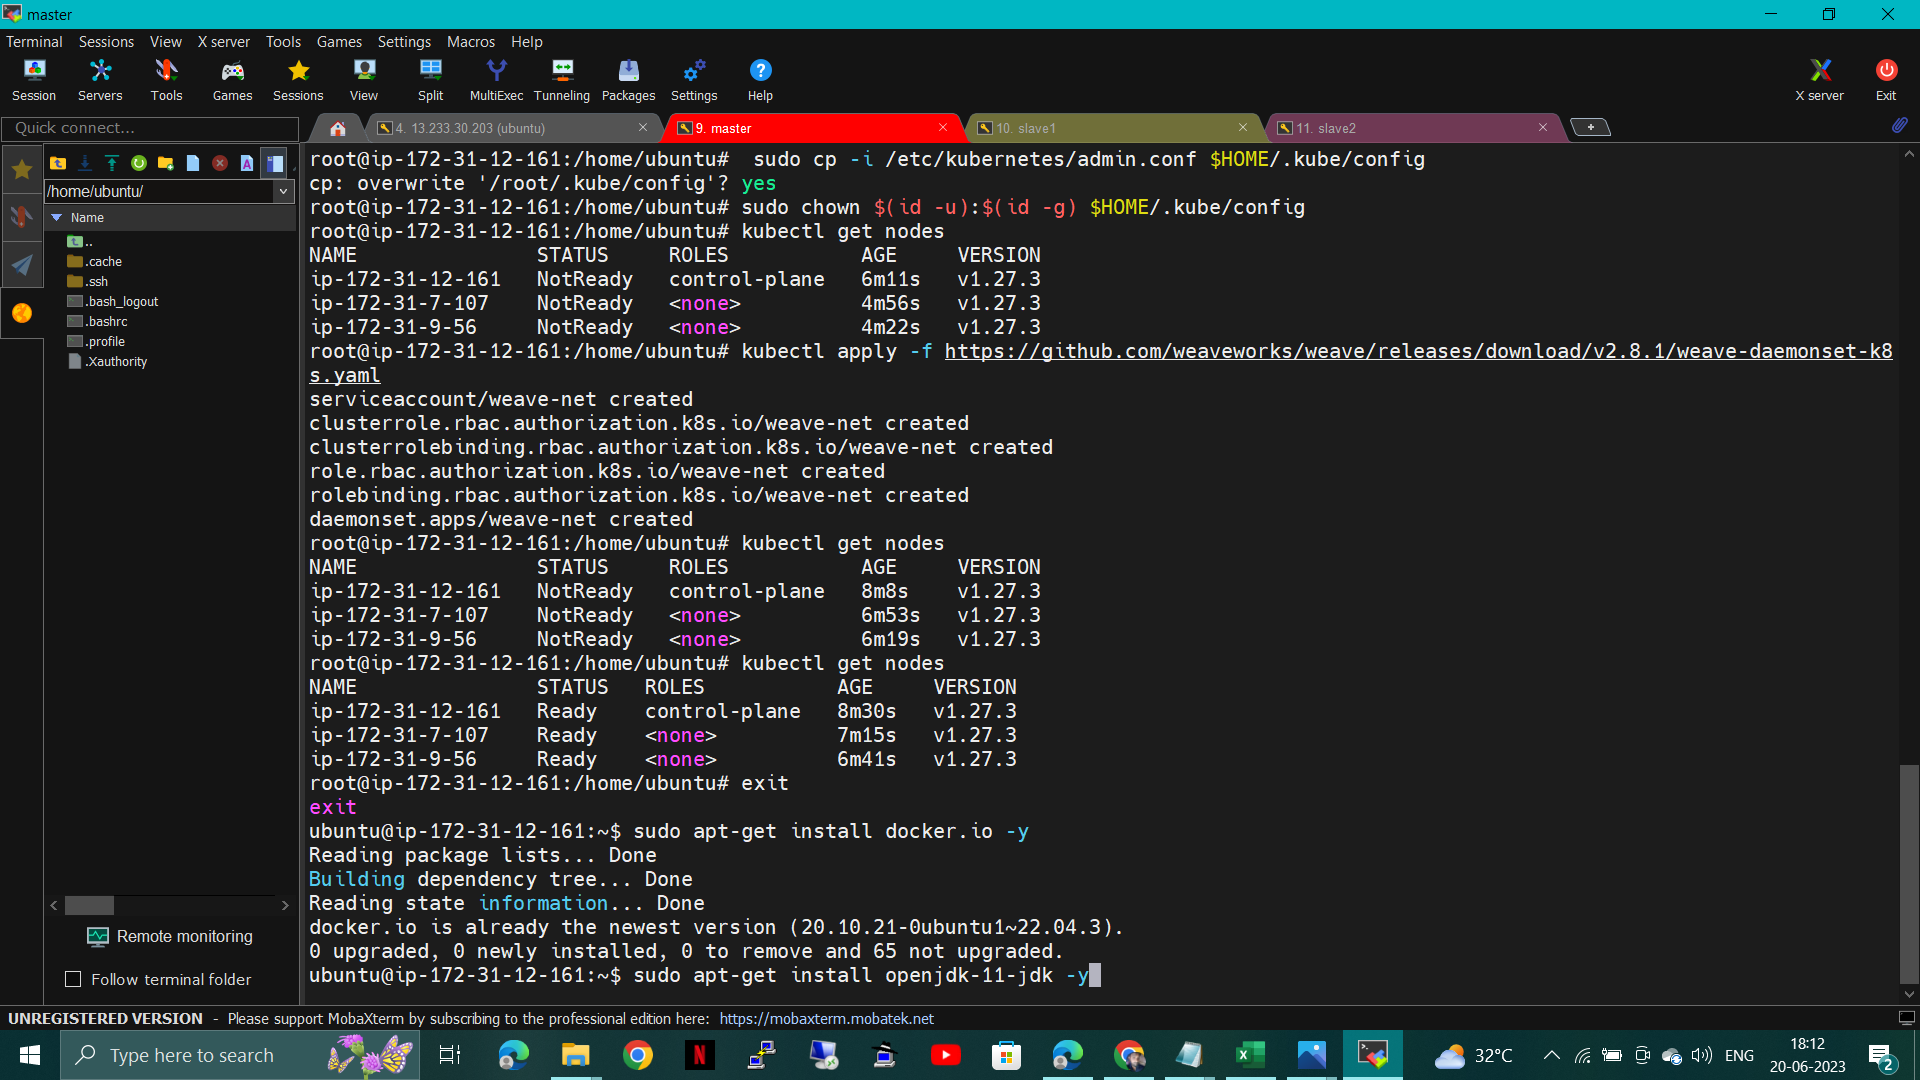 master
Terminal Sessions View X server Tools Games Settings Macros Help
Session Servers Tools Games Sessions View Split MultiExec Tunneling Packages Settings Help X server Exit
Quick connect... 4. 13.233.30.203 (ubuntu) 9. master 10. slave1 11. slave2
/home/ubuntu/
Name
..
.cache
.ssh
.bash_logout
.bashrc
.profile
.Xauthority
Remote monitoring
Follow terminal folder
root@ip-172-31-12-161:/home/ubuntu#  sudo cp -i /etc/kubernetes/admin.conf $HOME/.kube/config
cp: overwrite '/root/.kube/config'? yes
root@ip-172-31-12-161:/home/ubuntu# sudo chown $(id -u):$(id -g) $HOME/.kube/config
root@ip-172-31-12-161:/home/ubuntu# kubectl get nodes
NAME               STATUS     ROLES           AGE     VERSION
ip-172-31-12-161   NotReady   control-plane   6m11s   v1.27.3
ip-172-31-7-107    NotReady   <none>          4m56s   v1.27.3
ip-172-31-9-56     NotReady   <none>          4m22s   v1.27.3
root@ip-172-31-12-161:/home/ubuntu# kubectl apply -f https://github.com/weaveworks/weave/releases/download/v2.8.1/weave-daemonset-k8
s.yaml
serviceaccount/weave-net created
clusterrole.rbac.authorization.k8s.io/weave-net created
clusterrolebinding.rbac.authorization.k8s.io/weave-net created
role.rbac.authorization.k8s.io/weave-net created
rolebinding.rbac.authorization.k8s.io/weave-net created
daemonset.apps/weave-net created
root@ip-172-31-12-161:/home/ubuntu# kubectl get nodes
NAME               STATUS     ROLES           AGE     VERSION
ip-172-31-12-161   NotReady   control-plane   8m8s    v1.27.3
ip-172-31-7-107    NotReady   <none>          6m53s   v1.27.3
ip-172-31-9-56     NotReady   <none>          6m19s   v1.27.3
root@ip-172-31-12-161:/home/ubuntu# kubectl get nodes
NAME               STATUS   ROLES           AGE     VERSION
ip-172-31-12-161   Ready    control-plane   8m30s   v1.27.3
ip-172-31-7-107    Ready    <none>          7m15s   v1.27.3
ip-172-31-9-56     Ready    <none>          6m41s   v1.27.3
root@ip-172-31-12-161:/home/ubuntu# exit
exit
ubuntu@ip-172-31-12-161:~$ sudo apt-get install docker.io -y
Reading package lists... Done
Building dependency tree... Done
Reading state information... Done
docker.io is already the newest version (20.10.21-0ubuntu1~22.04.3).
0 upgraded, 0 newly installed, 0 to remove and 65 not upgraded.
ubuntu@ip-172-31-12-161:~$ sudo apt-get install openjdk-11-jdk -y
UNREGISTERED VERSION - Please support MobaXterm by subscribing to the professional edition here: https://mobaxterm.mobatek.net
Type here to search
32°C
ENG
18:12
20-06-2023
2